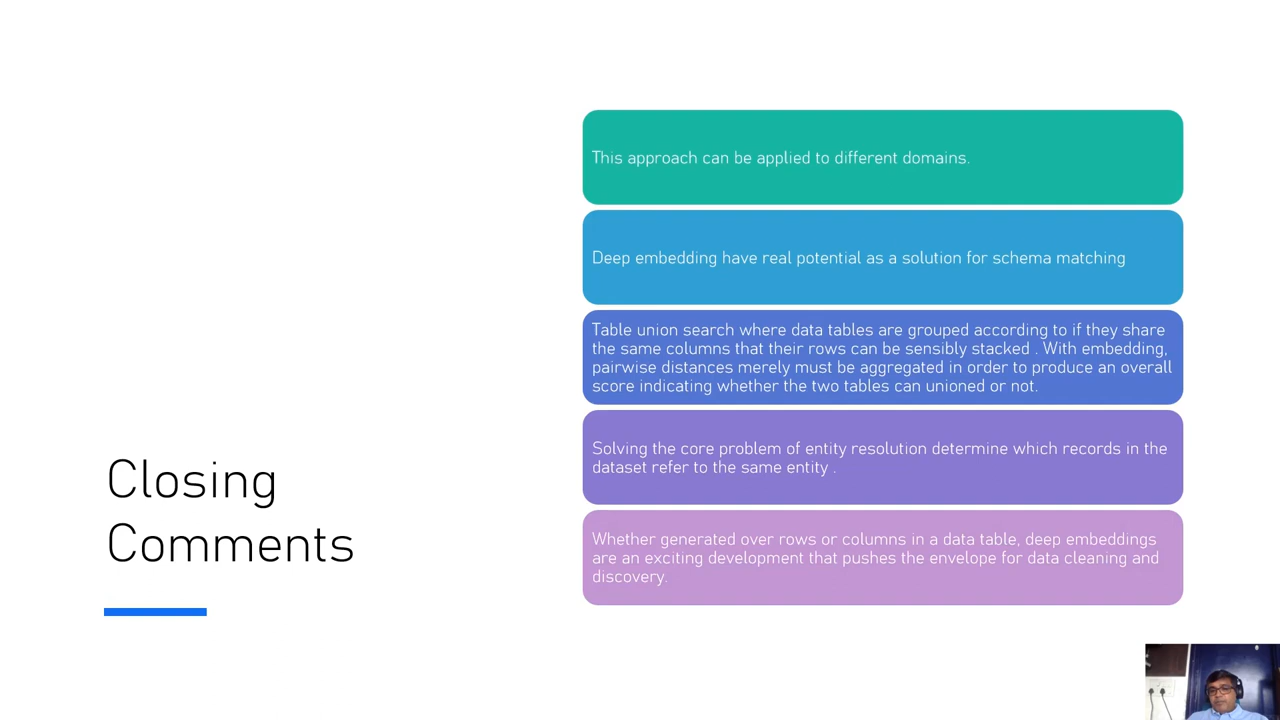 Closing
Comments
This approach can be applied to different domains.
Deep embedding have real potential as a solution for schema matching
Table union search where data tables are grouped according to if they share
the same columns that their rows can be sensibly stacked . With embedding,
pairwise distances merely must be aggregated in order to produce an overall
score indicating whether the two tables can unioned or not.
Solving the core problem of entity resolution determine which records in the
dataset refer to the same entity .
Whether generated over rows or columns in a data table, deep embeddings
are an exciting development that pushes the envelope for data cleaning and
discovery.